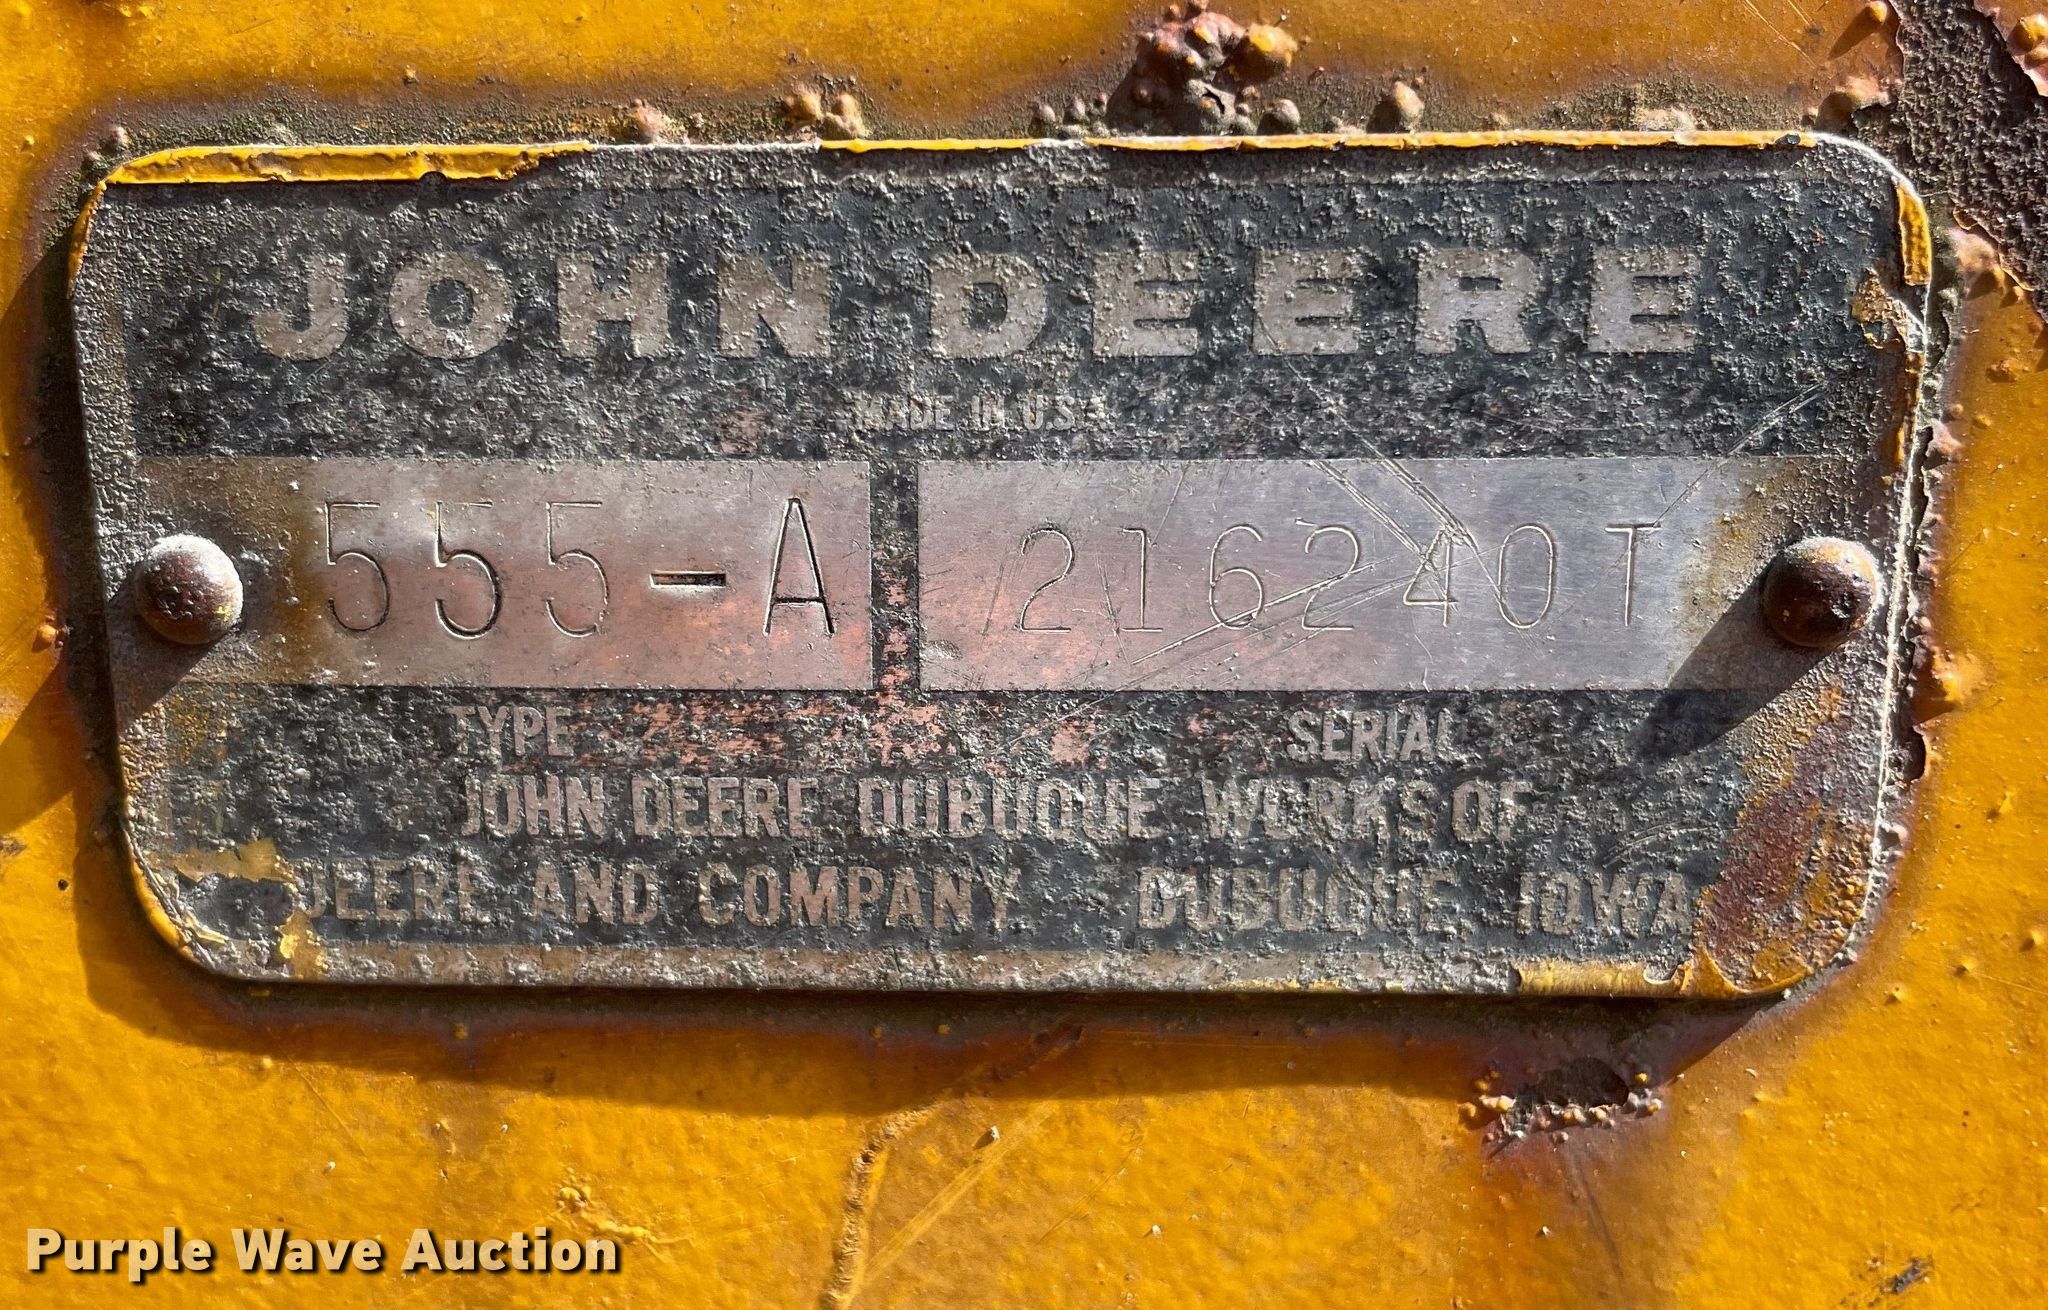 JOHN DEERE
MADE IN U.S.A.
555-A 216240T
TYPE SERIAL
JOHN DEERE DUBUQUE WORKS OF
DEERE AND COMPANY DUBUQUE, IOWA
Purple Wave Auction